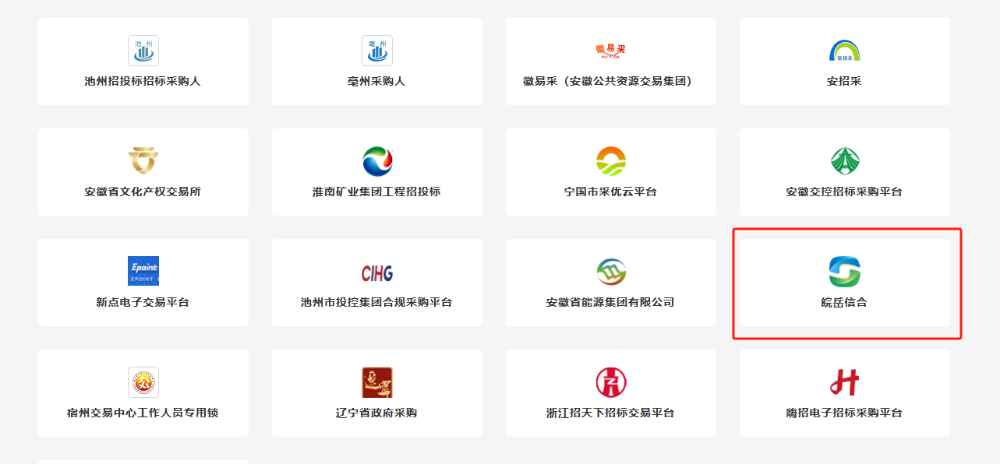 池州
亳州
徽易采
Hui Yi Cai
安招采
池州招投标招标采购人
亳州采购人
徽易采（安徽公共资源交易集团）
安招采
安徽省文化产权交易所
淮南矿业集团工程招投标
宁国市采优云平台
安徽交控招标采购平台
Epoint
EPOINT
CIHG
新点电子交易平台
池州市投控集团合规采购平台
安徽省能源集团有限公司
皖岳信合
辽宁
宿州交易中心工作人员专用锁
辽宁省政府采购
浙江招天下招标交易平台
嗨招电子招标采购平台